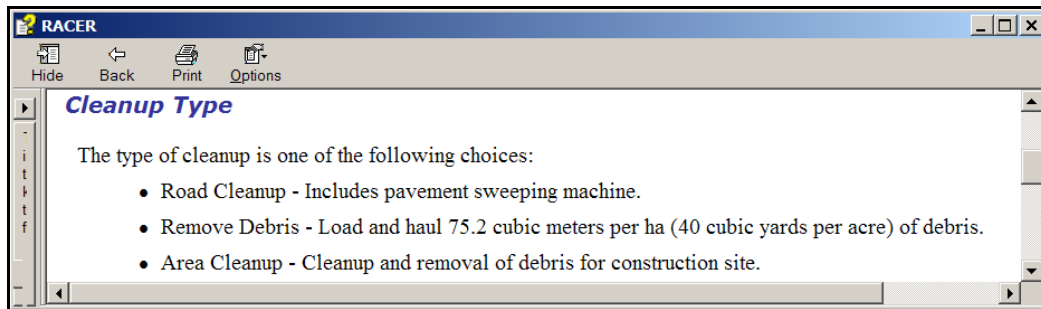 RACER
Hide Back Print Options
Cleanup Type
The type of cleanup is one of the following choices:
• Road Cleanup - Includes pavement sweeping machine.
• Remove Debris - Load and haul 75.2 cubic meters per ha (40 cubic yards per acre) of debris.
• Area Cleanup - Cleanup and removal of debris for construction site.